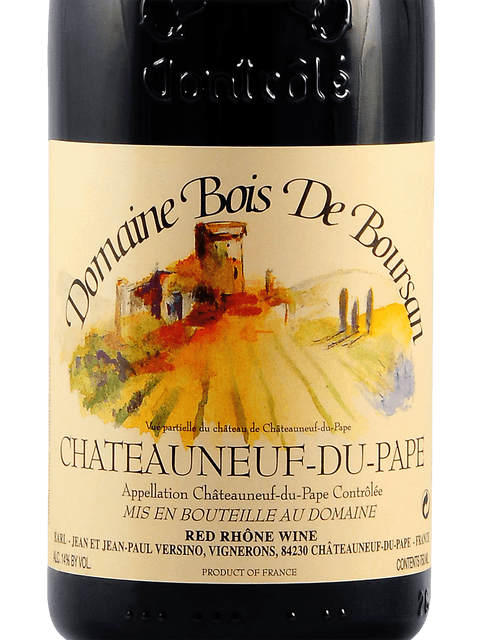 Contrôlé
Domaine Bois De Boursan
Vue partielle du château de Châteauneuf-du-Pape
CHATEAUNEUF-DU-PAPE
Appellation Châteauneuf-du-Pape Contrôlée
MIS EN BOUTEILLE AU DOMAINE
RED RHÔNE WINE
EARL - JEAN ET JEAN-PAUL VERSINO, VIGNERONS, 84230 CHÂTEAUNEUF-DU-PAPE - FRANCE
ALC. 14% BY VOL. CONTENTS 750 ML
PRODUCT OF FRANCE